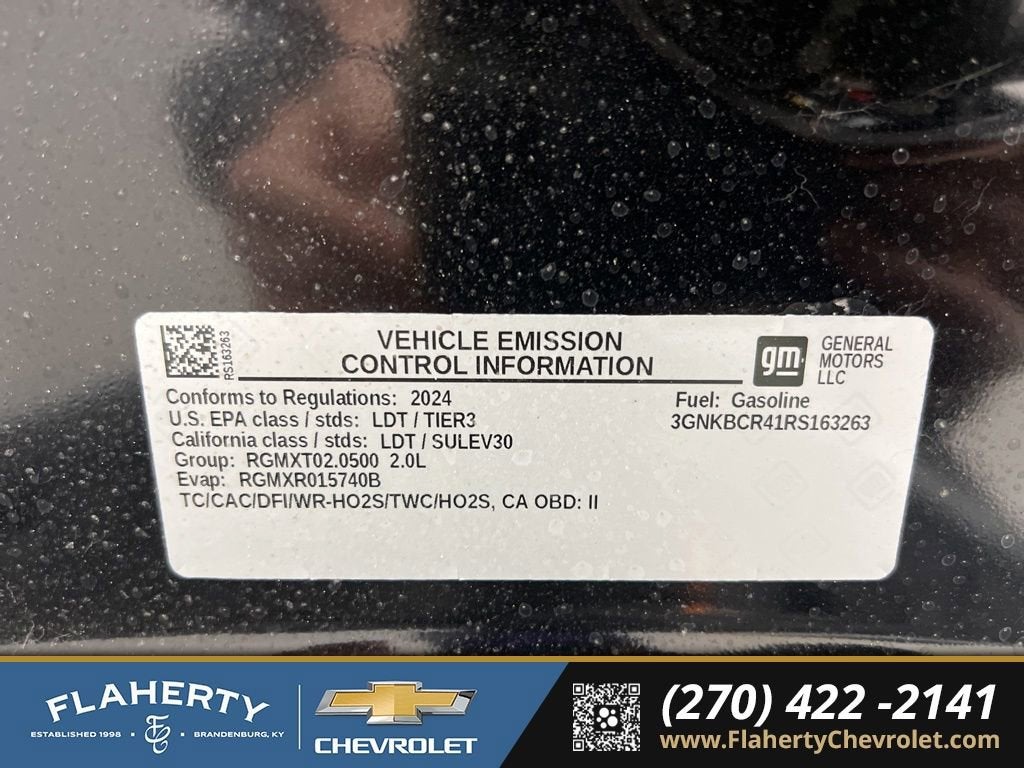 RS163263
VEHICLE EMISSION
CONTROL INFORMATION
gm
GENERAL
MOTORS
LLC
Conforms to Regulations: 2024
U.S. EPA class / stds: LDT / TIER3
California class / stds: LDT / SULEV30
Group: RGMXT02.0500 2.0L
Evap: RGMXR015740B
TC/CAC/DFI/WR-HO2S/TWC/HO2S, CA OBD: II
Fuel: Gasoline
3GNKBCR41RS163263
FLAHERTY
ESTABLISHED 1998 • BRANDENBURG, KY
CHEVROLET
(270) 422 -2141
www.FlahertyChevrolet.com